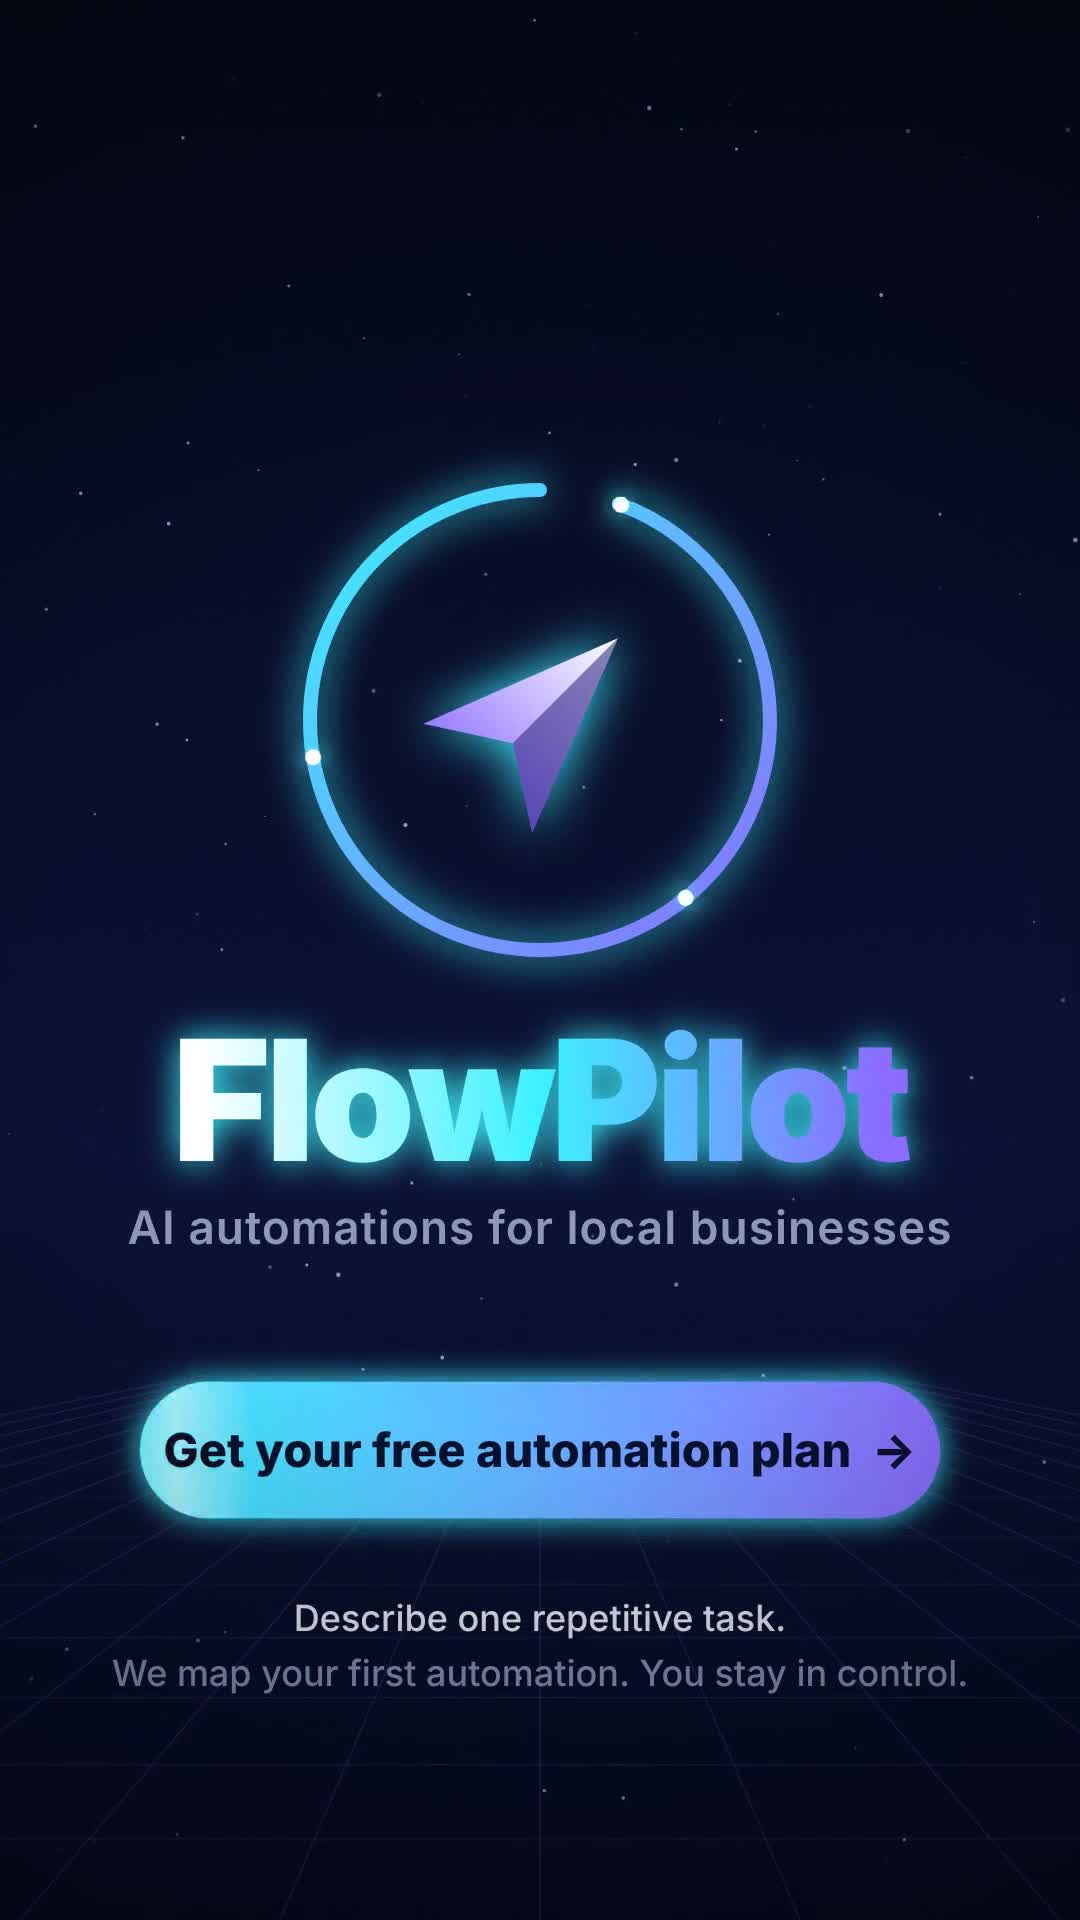 FlowPilot
AI automations for local businesses
Get your free automation plan →
Describe one repetitive task.
We map your first automation. You stay in control.